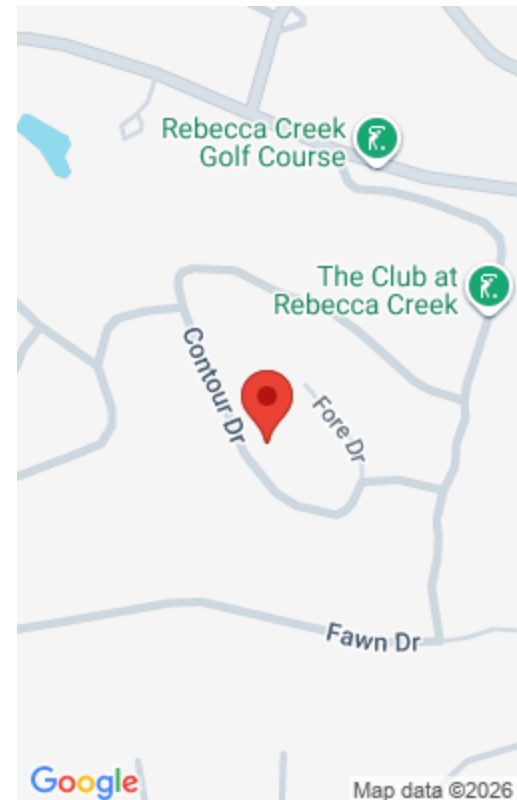 Rebecca Creek
Golf Course
The Club at
Rebecca Creek
Contour Dr
Fore Dr
Fawn Dr
Google
Map data ©2026